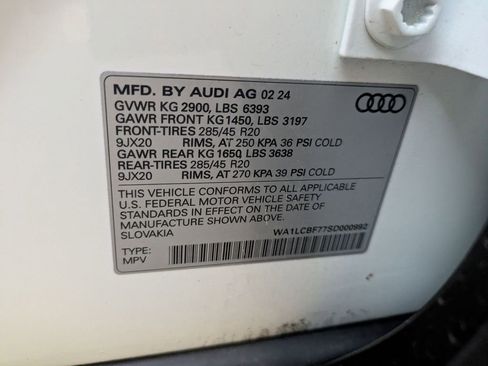 MFD. BY AUDI AG 02 24
GVWR KG 2900, LBS 6393
GAWR FRONT KG1450, LBS 3197
FRONT-TIRES 285/45 R20
9JX20 RIMS, AT 250 KPA 36 PSI COLD
GAWR REAR KG 1650, LBS 3638
REAR-TIRES 285/45 R20
9JX20 RIMS, AT 270 KPA 39 PSI COLD
THIS VEHICLE CONFORMS TO ALL APPLICABLE
U.S. FEDERAL MOTOR VEHICLE SAFETY
STANDARDS IN EFFECT ON THE DATE OF
MANUFACTURE SHOWN ABOVE.
SLOVAKIA WA1LCBF77SD000992
TYPE:
MPV